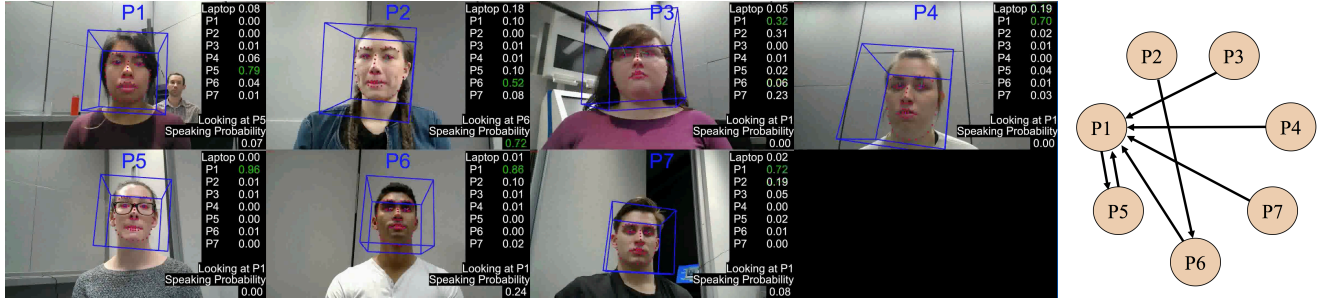 P1
Laptop 0.08
P1 0.00
P2 0.00
P3 0.01
P4 0.06
P5 0.79
P6 0.04
P7 0.01
Looking at P5
Speaking Probability
0.07
P2
Laptop 0.18
P1 0.10
P2 0.00
P3 0.01
P4 0.01
P5 0.10
P6 0.52
P7 0.08
Looking at P6
Speaking Probability
0.72
P3
Laptop 0.05
P1 0.32
P2 0.31
P3 0.00
P4 0.01
P5 0.02
P6 0.06
P7 0.23
Looking at P1
Speaking Probability
0.00
P4
Laptop 0.19
P1 0.70
P2 0.02
P3 0.01
P4 0.00
P5 0.04
P6 0.01
P7 0.03
Looking at P1
Speaking Probability
0.00
P5
Laptop 0.00
P1 0.96
P2 0.01
P3 0.01
P4 0.00
P5 0.00
P6 0.01
P7 0.00
Looking at P1
Speaking Probability
0.00
P6
Laptop 0.01
P1 0.86
P2 0.10
P3 0.01
P4 0.00
P5 0.00
P6 0.00
P7 0.02
Looking at P1
Speaking Probability
0.24
P7
Laptop 0.02
P1 0.72
P2 0.19
P3 0.05
P4 0.00
P5 0.02
P6 0.01
P7 0.00
Looking at P1
Speaking Probability
0.08
P2
P3
P1
P4
P5
P7
P6